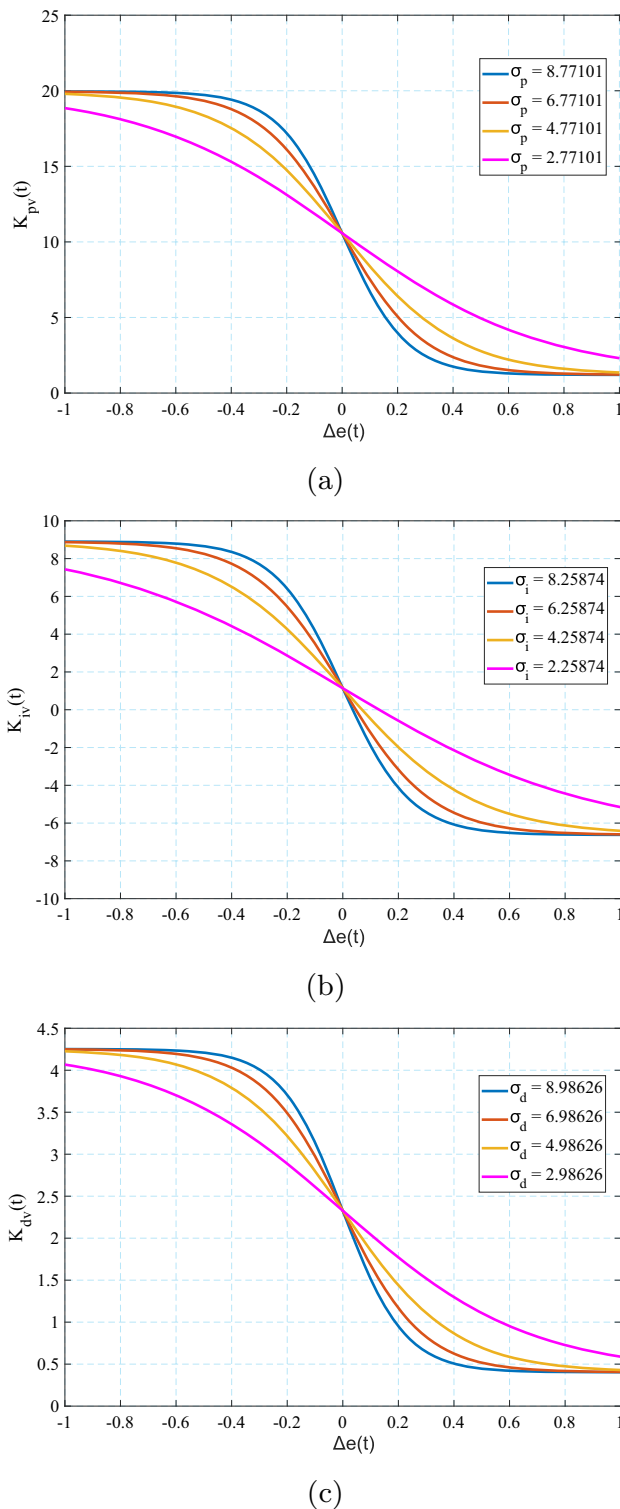 25
20
15
10
5
0
K_pv(t)
σ_p = 8.77101
σ_p = 6.77101
σ_p = 4.77101
σ_p = 2.77101
-1 -0.8 -0.6 -0.4 -0.2 0 0.2 0.4 0.6 0.8 1
Δe(t)
(a)
10
8
6
4
2
0
-2
-4
-6
-8
-10
K_iv(t)
σ_i = 8.25874
σ_i = 6.25874
σ_i = 4.25874
σ_i = 2.25874
-1 -0.8 -0.6 -0.4 -0.2 0 0.2 0.4 0.6 0.8 1
Δe(t)
(b)
4.5
4
3.5
3
2.5
2
1.5
1
0.5
0
K_dv(t)
σ_d = 8.98626
σ_d = 6.98626
σ_d = 4.98626
σ_d = 2.98626
-1 -0.8 -0.6 -0.4 -0.2 0 0.2 0.4 0.6 0.8 1
Δe(t)
(c)